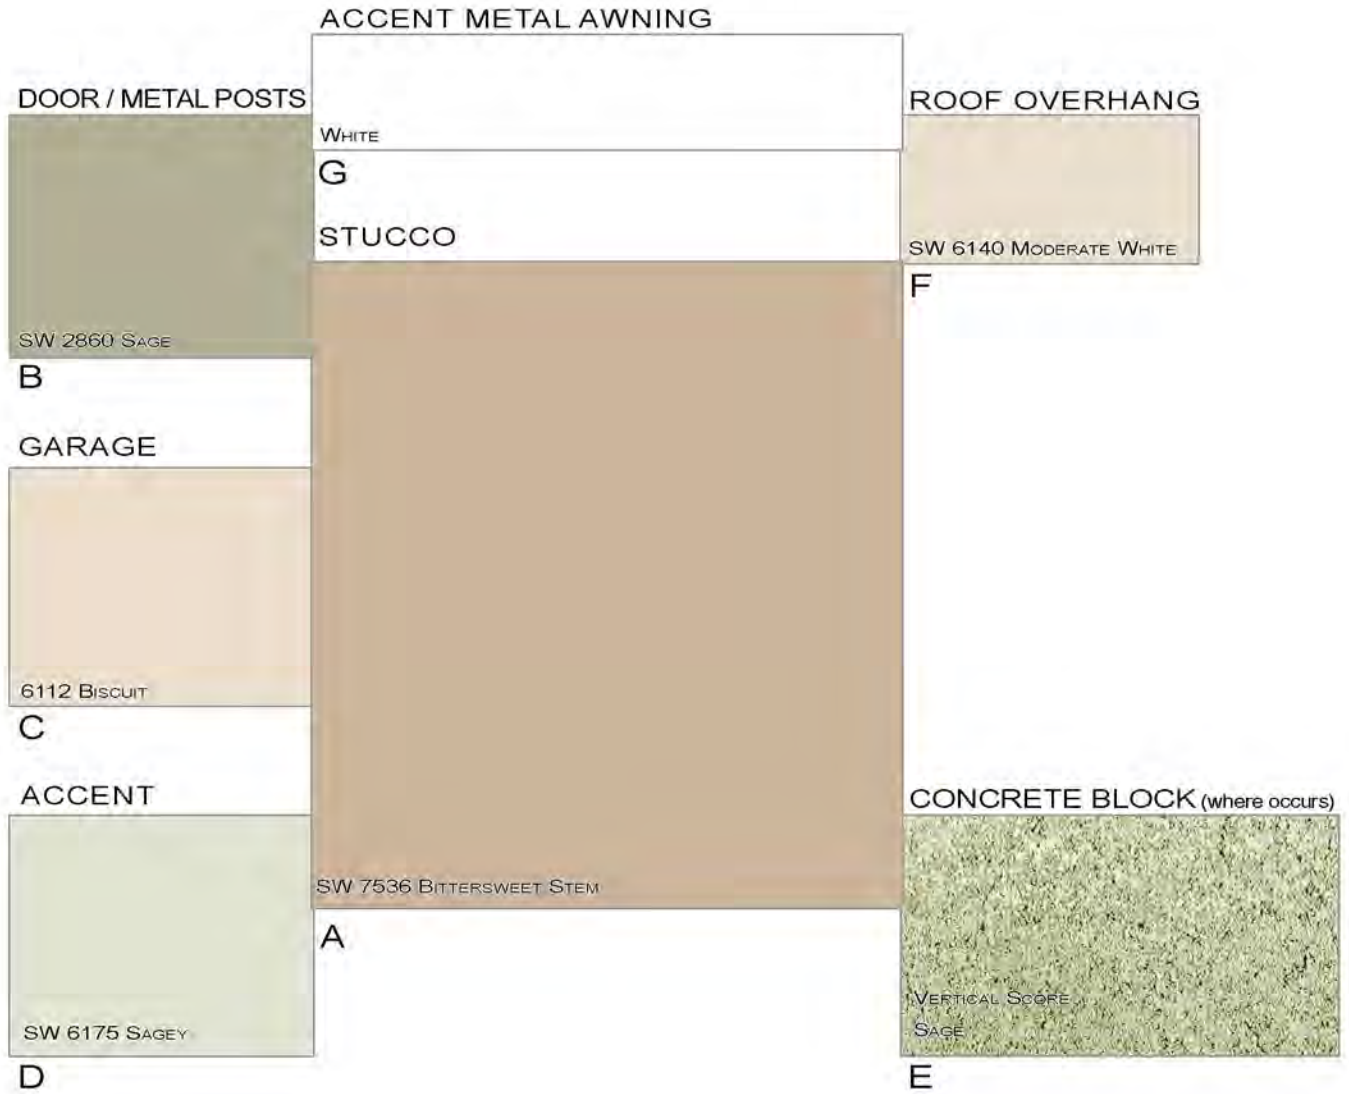 ACCENT METAL AWNING
WHITE
G
DOOR / METAL POSTS
SW 2860 SAGE
B
ROOF OVERHANG
SW 6140 MODERATE WHITE
F
STUCCO
SW 7536 BITTERSWEET STEM
A
GARAGE
6112 BISCUIT
C
ACCENT
SW 6175 SAGEY
D
CONCRETE BLOCK (where occurs)
VERTICAL SCORE
SAGE
E